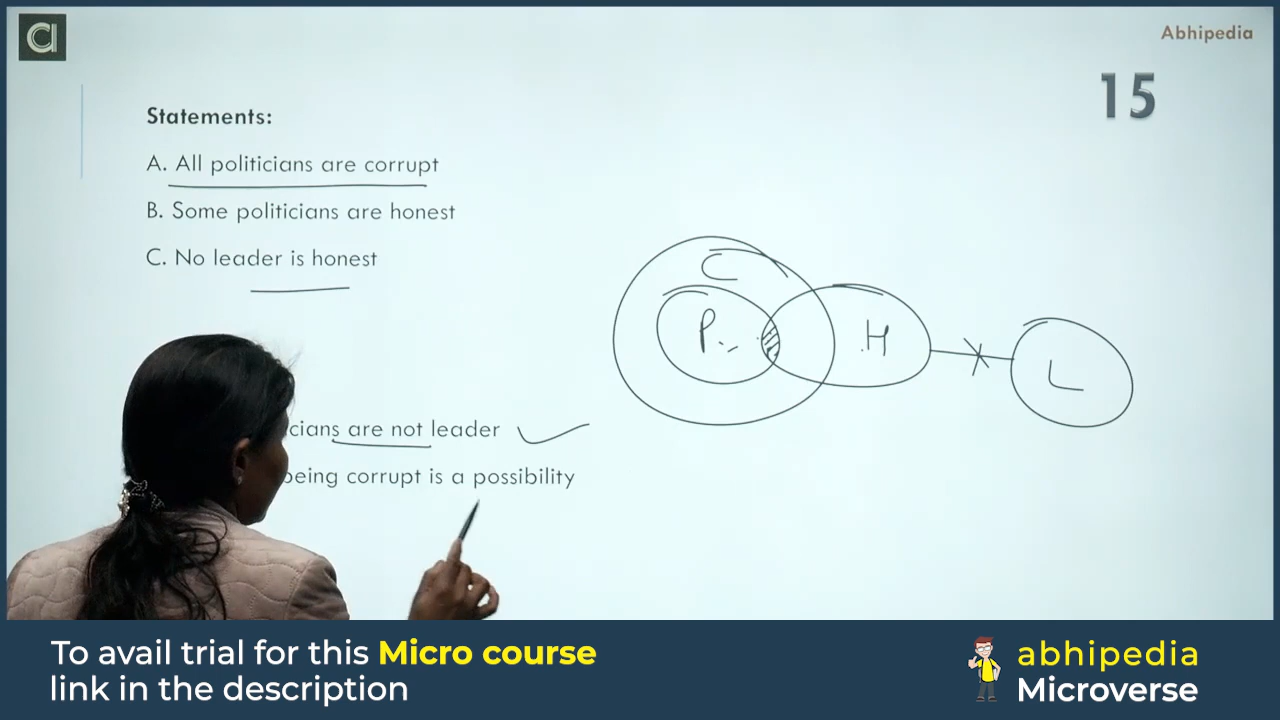 Abhipedia
15
Statements:
A. All politicians are corrupt
B. Some politicians are honest
C. No leader is honest
C
P
H
L
are not leader
being corrupt is a possibility
To avail trial for this Micro course
link in the description
abhipedia
Microverse